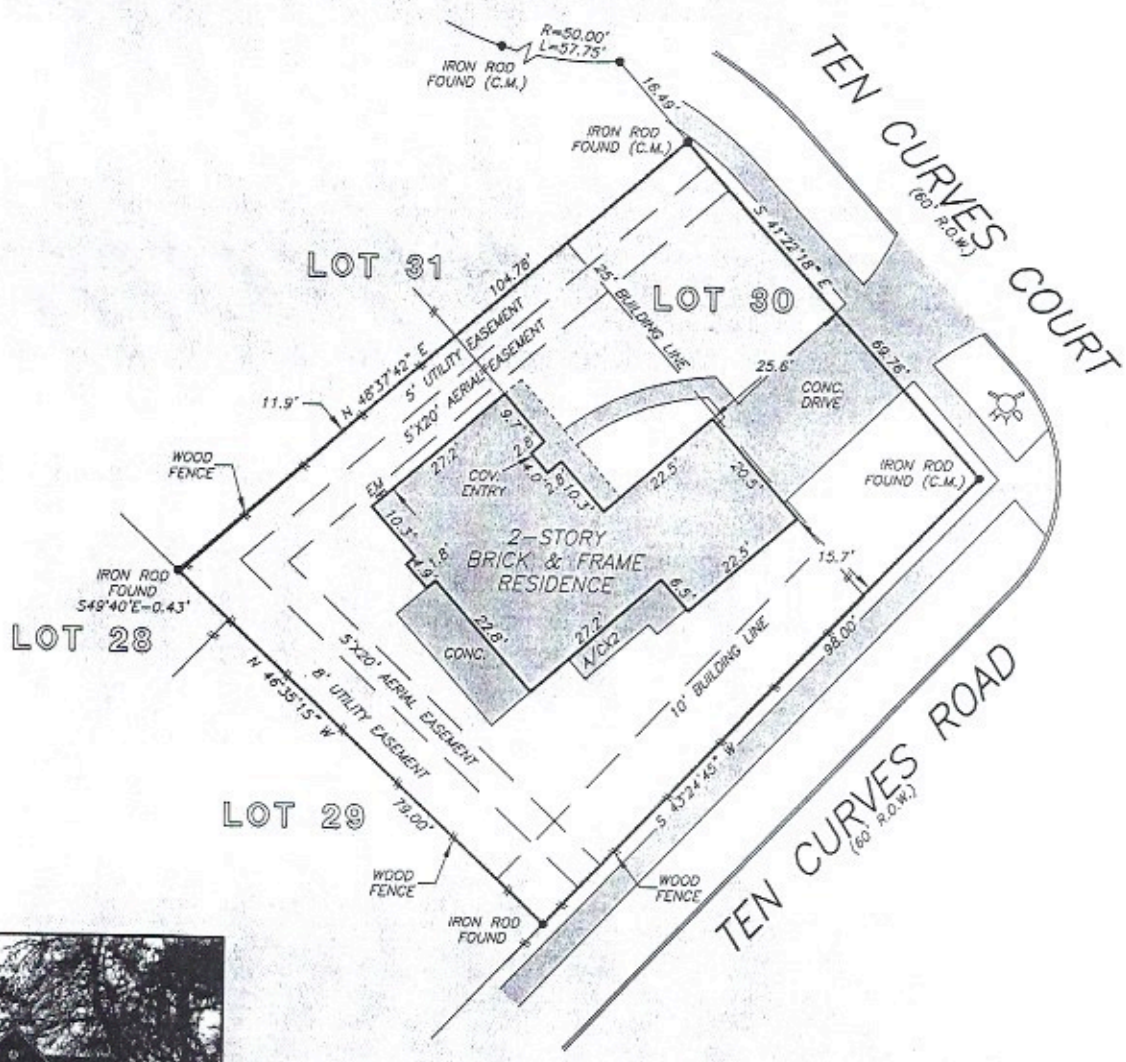 R=50.00'
L=57.75'
IRON ROD
FOUND (C.M.)
16.49'
IRON ROD
FOUND (C.M.)
TEN CURVES COURT
(60' R.O.W.)
S 41°22'18" E
69.76'
LOT 31
104.78'
N 48°37'42" E
5' UTILITY EASEMENT
5'X20' AERIAL EASEMENT
25' BUILDING LINE
LOT 30
25.6'
CONC.
DRIVE
11.9'
WOOD
FENCE
9.7'
2.8'
4.0'
2.8'
10.3'
27.2'
COV.
ENTRY
22.5'
20.5'
EM
10.3'
1.8'
4.9'
2-STORY
BRICK & FRAME
RESIDENCE
IRON ROD
FOUND (C.M.)
15.7'
22.5'
6.5'
27.2'
A/CX2
22.8'
CONC.
IRON ROD
FOUND
S49°40'E=0.43'
LOT 28
5'X20' AERIAL EASEMENT
8' UTILITY EASEMENT
N 46°35'15" W
79.00'
10' BUILDING LINE
98.00'
S 43°24'45" W
LOT 29
WOOD
FENCE
WOOD
FENCE
IRON ROD
FOUND
TEN CURVES ROAD
(60' R.O.W.)